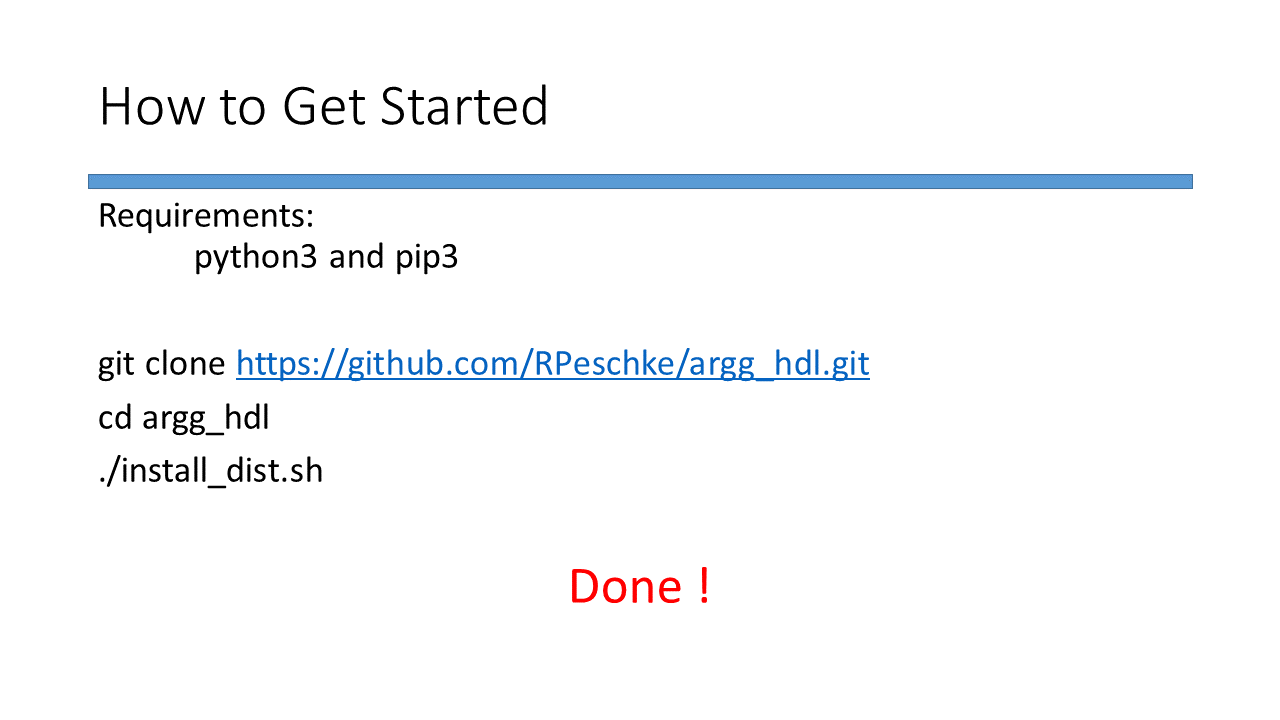 How to Get Started
Requirements:
python3 and pip3
git clone https://github.com/RPeschke/argg_hdl.git
cd argg_hdl
./install_dist.sh
Done !